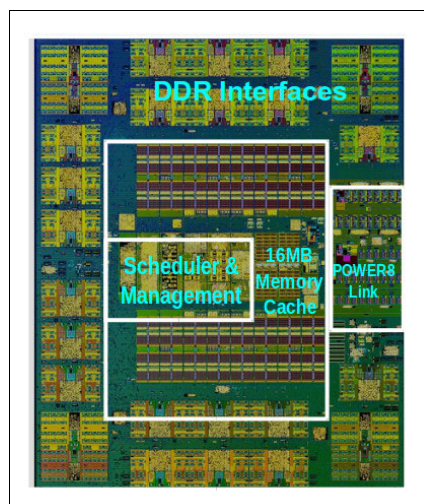 DDR Interfaces
Scheduler &
Management
16MB
Memory
Cache
POWER8
Link